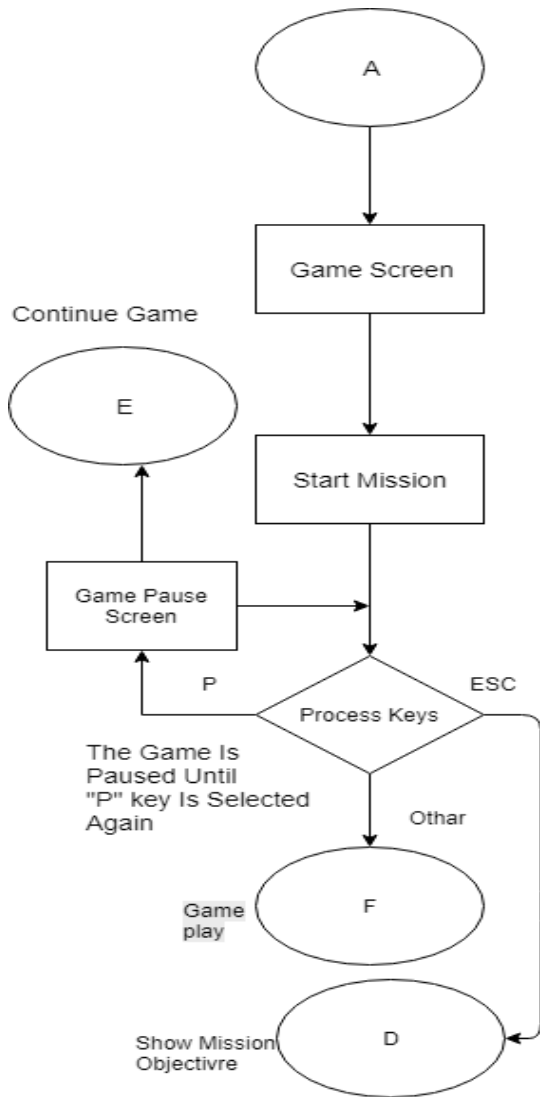 A
Game Screen
Continue Game
E
Start Mission
Game Pause
Screen
P
ESC
Process Keys
The Game Is
Paused Until
"P" key Is Selected
Again
Othar
F
Game
play
D
Show Mission
Objectivre